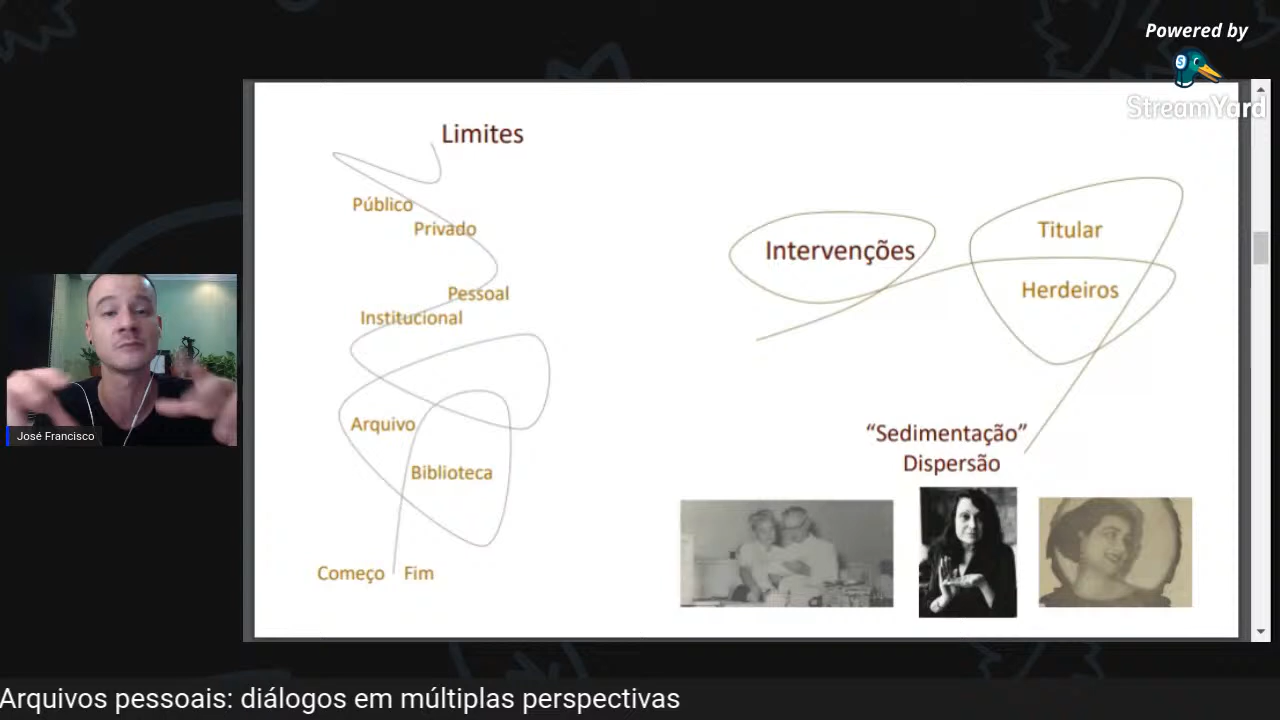 Powered by
StreamYard
Limites
Público
Privado
Pessoal
Institucional
Arquivo
Biblioteca
Começo Fim
Intervenções
Titular
Herdeiros
“Sedimentação”
Dispersão
José Francisco
Arquivos pessoais: diálogos em múltiplas perspectivas